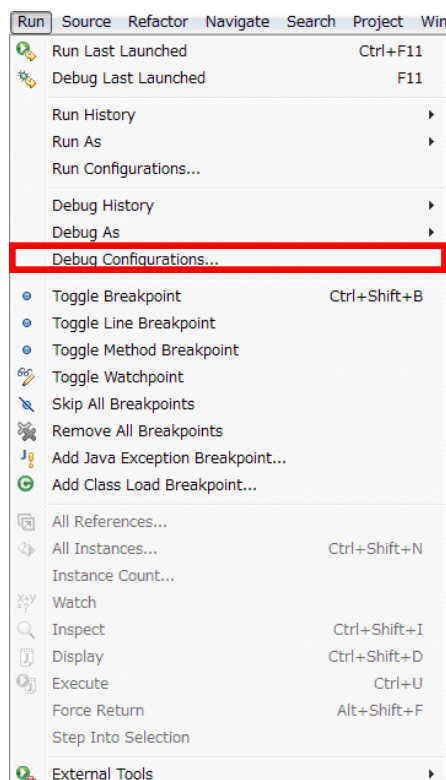 Run Source Refactor Navigate Search Project Win
Run Last Launched Ctrl+F11
Debug Last Launched F11
Run History
Run As
Run Configurations...
Debug History
Debug As
Debug Configurations...
Toggle Breakpoint Ctrl+Shift+B
Toggle Line Breakpoint
Toggle Method Breakpoint
Toggle Watchpoint
Skip All Breakpoints
Remove All Breakpoints
Add Java Exception Breakpoint...
Add Class Load Breakpoint...
All References...
All Instances... Ctrl+Shift+N
Instance Count...
Watch
Inspect Ctrl+Shift+I
Display Ctrl+Shift+D
Execute Ctrl+U
Force Return Alt+Shift+F
Step Into Selection
External Tools